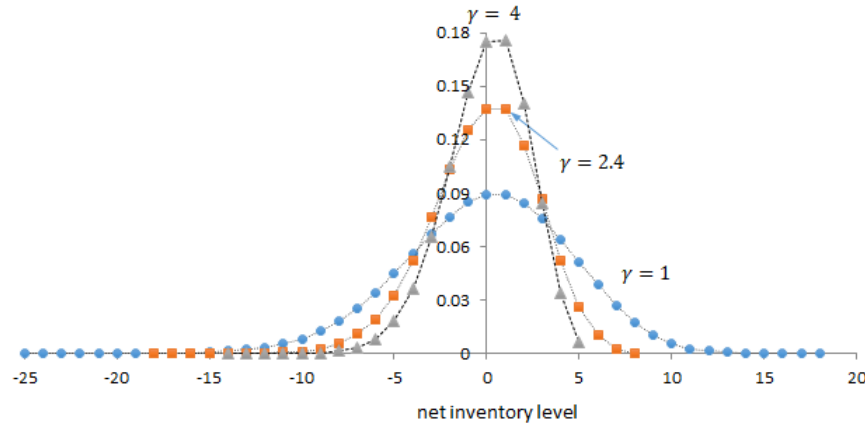 γ = 4
0.18
0.15
0.12
γ = 2.4
0.09
0.06
γ = 1
0.03
0
-25 -20 -15 -10 -5 0 5 10 15 20
net inventory level